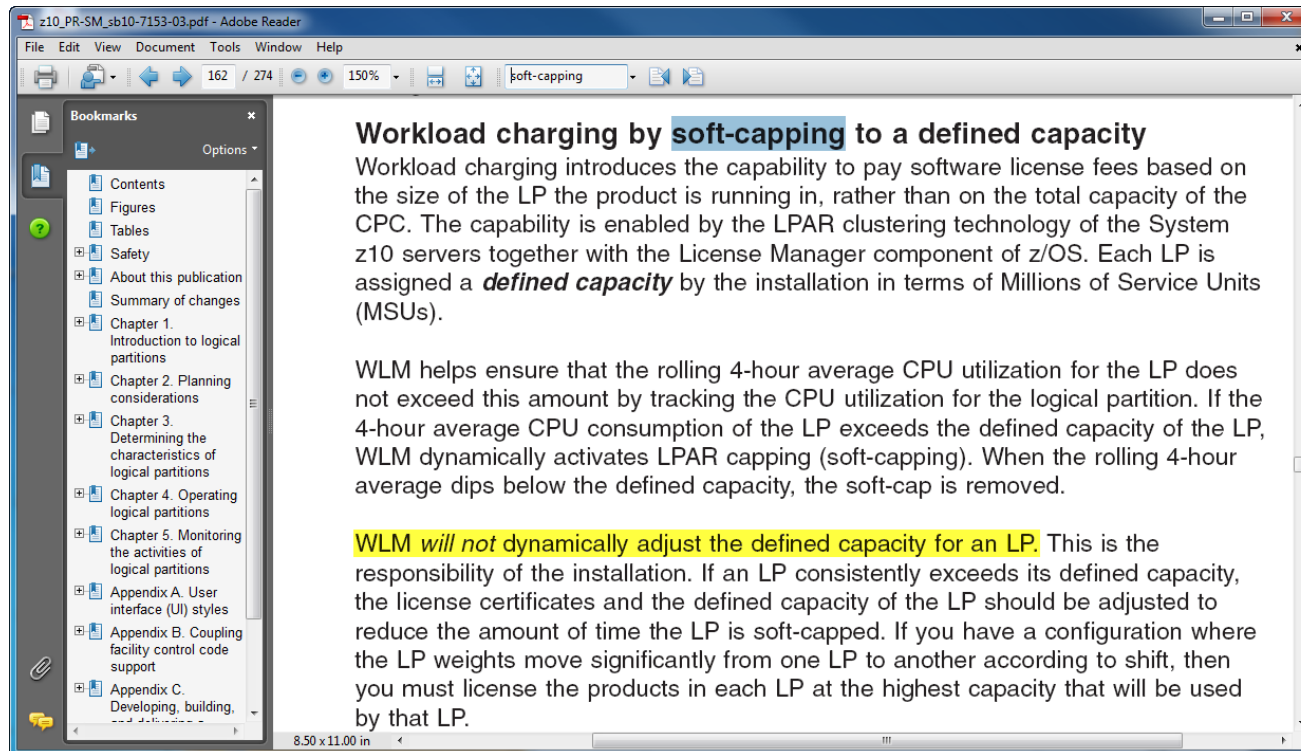 z10_PR-SM_sb10-7153-03.pdf - Adobe Reader
File Edit View Document Tools Window Help
162 / 274 150% soft-capping
Bookmarks
Options
Contents
Figures
Tables
Safety
About this publication
Summary of changes
Chapter 1.
Introduction to logical
partitions
Chapter 2. Planning
considerations
Chapter 3.
Determining the
characteristics of
logical partitions
Chapter 4. Operating
logical partitions
Chapter 5. Monitoring
the activities of
logical partitions
Appendix A. User
interface (UI) styles
Appendix B. Coupling
facility control code
support
Appendix C.
Developing, building,
Workload charging by soft-capping to a defined capacity
Workload charging introduces the capability to pay software license fees based on
the size of the LP the product is running in, rather than on the total capacity of the
CPC. The capability is enabled by the LPAR clustering technology of the System
z10 servers together with the License Manager component of z/OS. Each LP is
assigned a defined capacity by the installation in terms of Millions of Service Units
(MSUs).
WLM helps ensure that the rolling 4-hour average CPU utilization for the LP does
not exceed this amount by tracking the CPU utilization for the logical partition. If the
4-hour average CPU consumption of the LP exceeds the defined capacity of the LP,
WLM dynamically activates LPAR capping (soft-capping). When the rolling 4-hour
average dips below the defined capacity, the soft-cap is removed.
WLM will not dynamically adjust the defined capacity for an LP. This is the
responsibility of the installation. If an LP consistently exceeds its defined capacity,
the license certificates and the defined capacity of the LP should be adjusted to
reduce the amount of time the LP is soft-capped. If you have a configuration where
the LP weights move significantly from one LP to another according to shift, then
you must license the products in each LP at the highest capacity that will be used
by that LP.
8.50 x 11.00 in